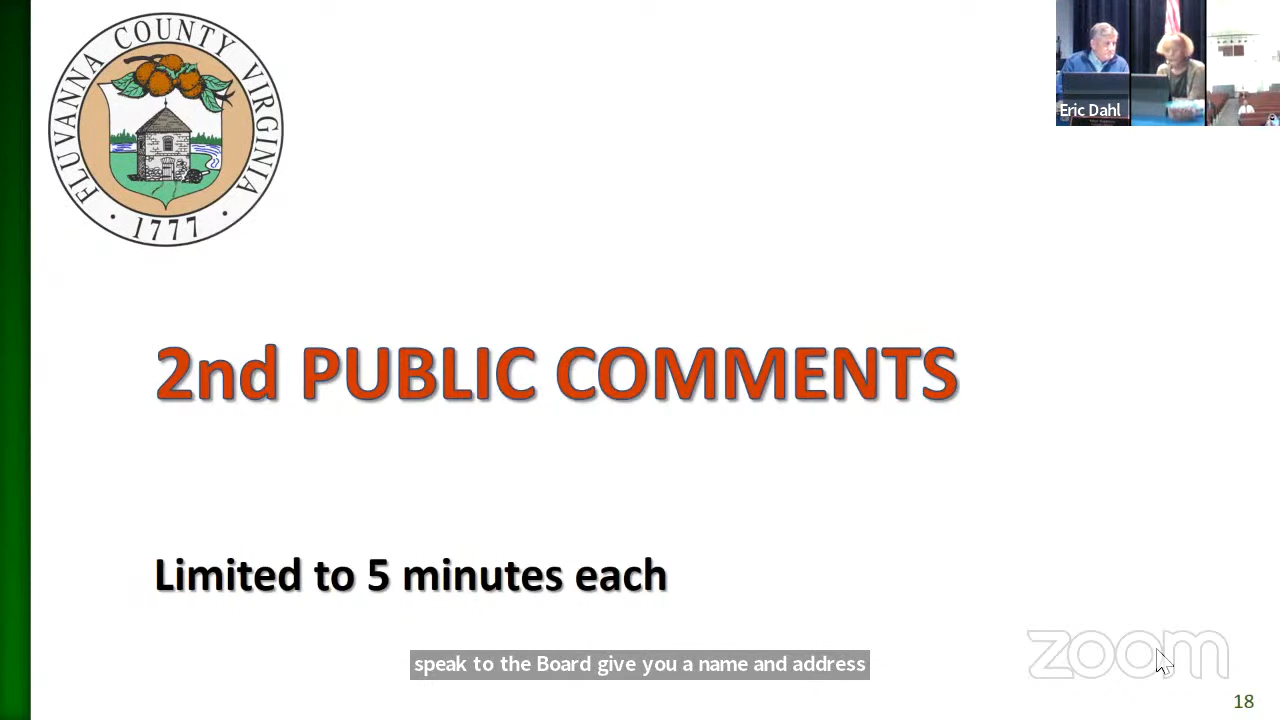 FLUVANNA COUNTY VIRGINIA
· 1777 ·
Eric Dahl
2nd PUBLIC COMMENTS
Limited to 5 minutes each
speak to the Board give you a name and address
zoom
18